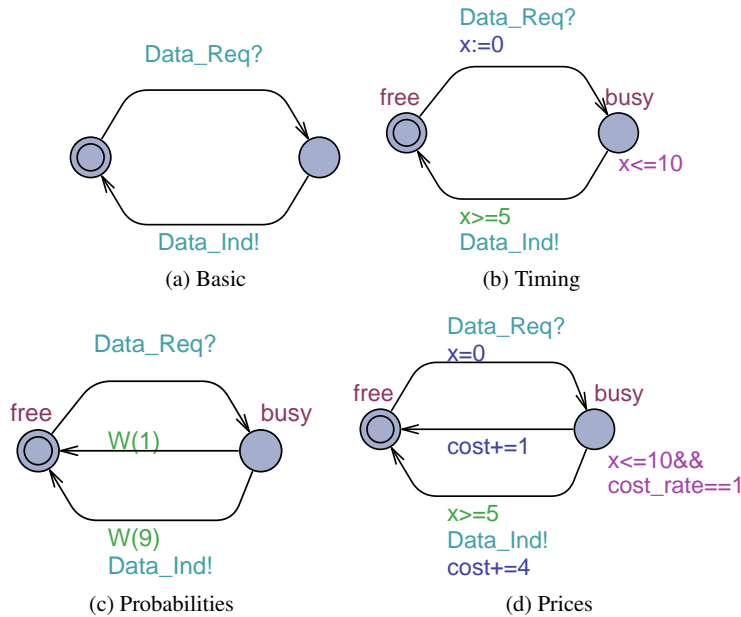 Data_Req?
Data_Ind!
(a) Basic
Data_Req?
x:=0
free
busy
x<=10
x>=5
Data_Ind!
(b) Timing
Data_Req?
free
busy
W(1)
W(9)
Data_Ind!
(c) Probabilities
Data_Req?
x=0
free
busy
cost+=1
x<=10&&
cost_rate==1
x>=5
Data_Ind!
cost+=4
(d) Prices